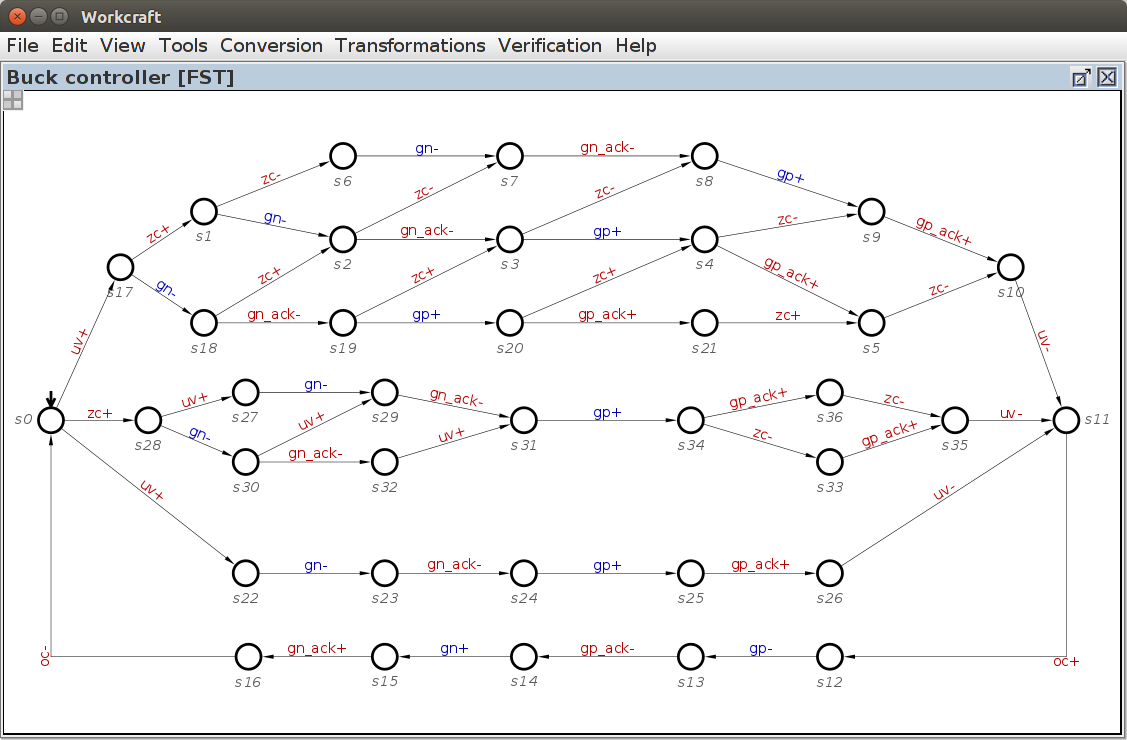 Workcraft
File Edit View Tools Conversion Transformations Verification Help
Buck controller [FST]
gn- gn_ack-
zc- s6 s7 s8 gp+
zc- zc-
zc+ s1 gn- gn_ack- gp+ zc- s9 gp_ack+
s17 zc+ s2 zc+ s3 zc+ s4 gp_ack+ s10
gn- gn_ack- gp+ gp_ack+ zc+ zc-
uv+ s18 s19 s20 s21 s5 uv-
gn- gp_ack+
uv+ s27 s29 gn_ack- s36 zc-
s0 zc+ uv+ gp+ uv- s11
s28 gn- gn_ack- uv+ s31 s34 zc- gp_ack+ s35
s30 s32 s33
uv+ uv-
gn- gn_ack- gp+ gp_ack+
s22 s23 s24 s25 s26
oc- gn_ack+ gn+ gp_ack- gp- oc+
s16 s15 s14 s13 s12